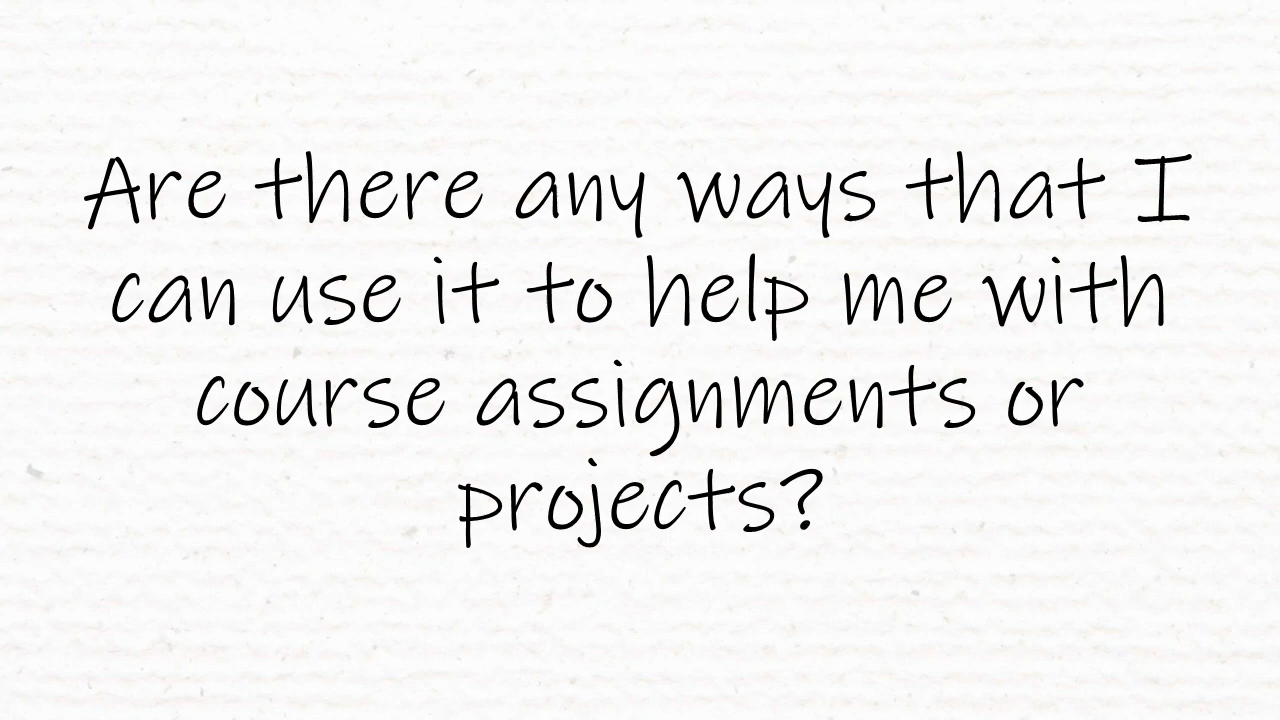 Are there any ways that I
can use it to help me with
course assignments or
projects?